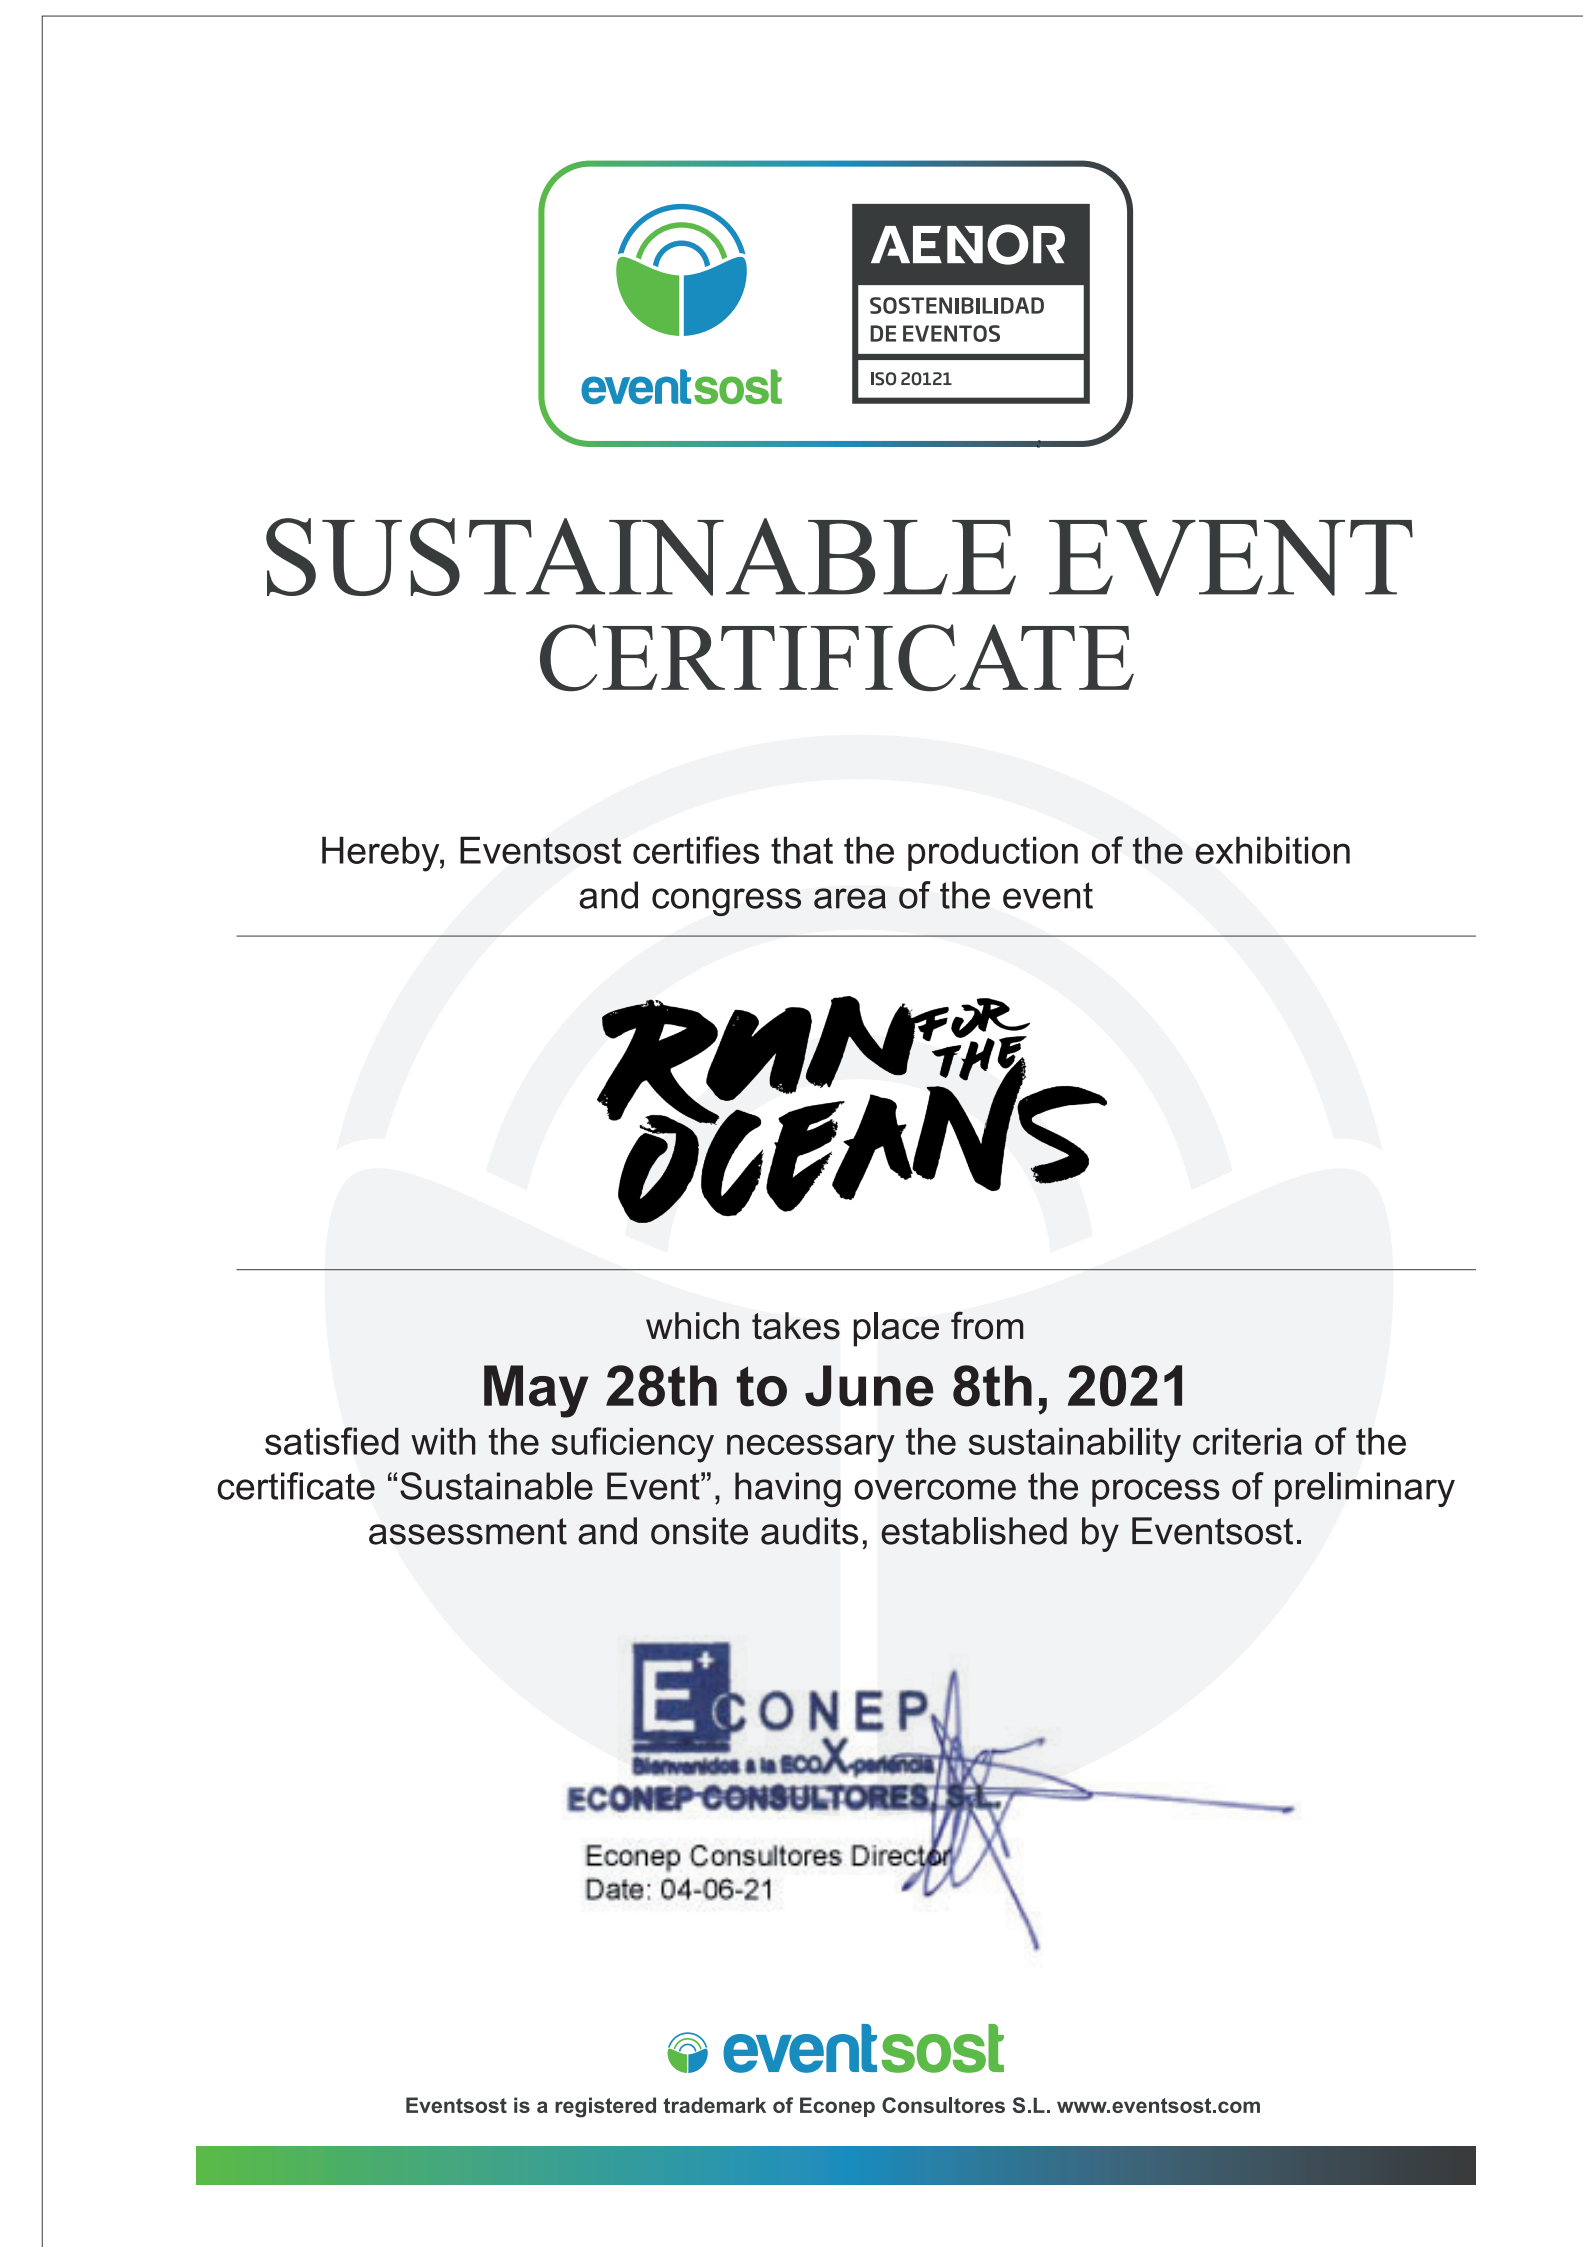 eventsost
AENOR
SOSTENIBILIDAD
DE EVENTOS
ISO 20121
SUSTAINABLE EVENT
CERTIFICATE
Hereby, Eventsost certifies that the production of the exhibition
and congress area of the event
RUN FOR THE
OCEANS
which takes place from
May 28th to June 8th, 2021
satisfied with the suficiency necessary the sustainability criteria of the
certificate “Sustainable Event”, having overcome the process of preliminary
assessment and onsite audits, established by Eventsost.
E+CONEP
Bienvenidos a la ECOX-periencia
ECONEP CONSULTORES, S.L.
Econep Consultores Director
Date: 04-06-21
eventsost
Eventsost is a registered trademark of Econep Consultores S.L. www.eventsost.com